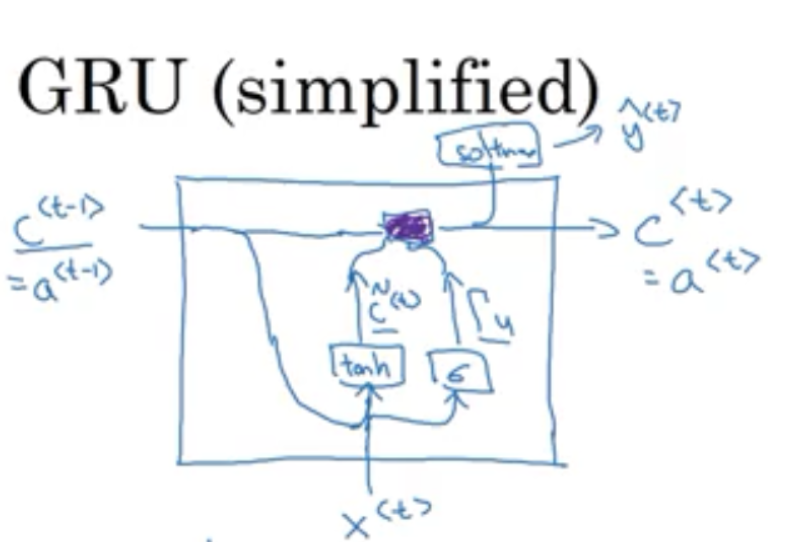 GRU (simplified)
softmax
ŷ<t>
c<t-1>
= a<t-1>
c<t>
= a<t>
c̃<t>
Γu
tanh
σ
x<t>